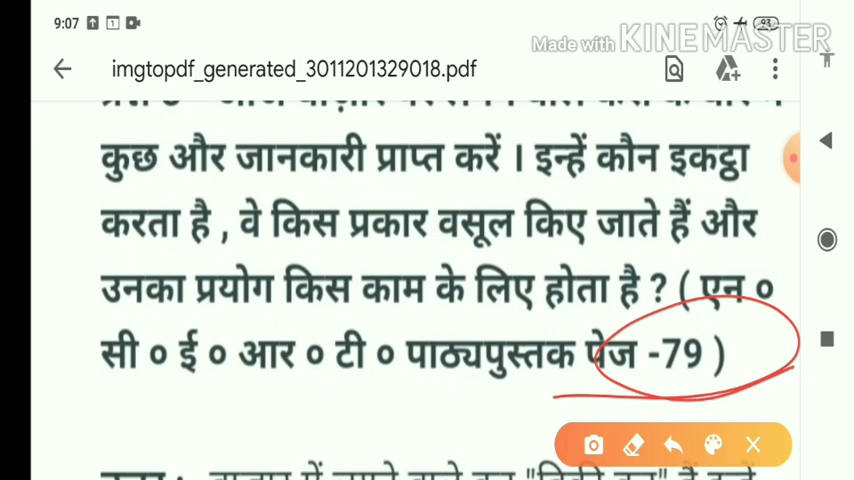 9:07
93
Made with KINEMASTER
imgtopdf_generated_3011201329018.pdf
कुछ और जानकारी प्राप्त करें । इन्हें कौन इकट्ठा
करता है , वे किस प्रकार वसूल किए जाते हैं और
उनका प्रयोग किस काम के लिए होता है ? ( एन ०
सी ० ई ० आर ० टी ० पाठ्यपुस्तक पेज -79 )